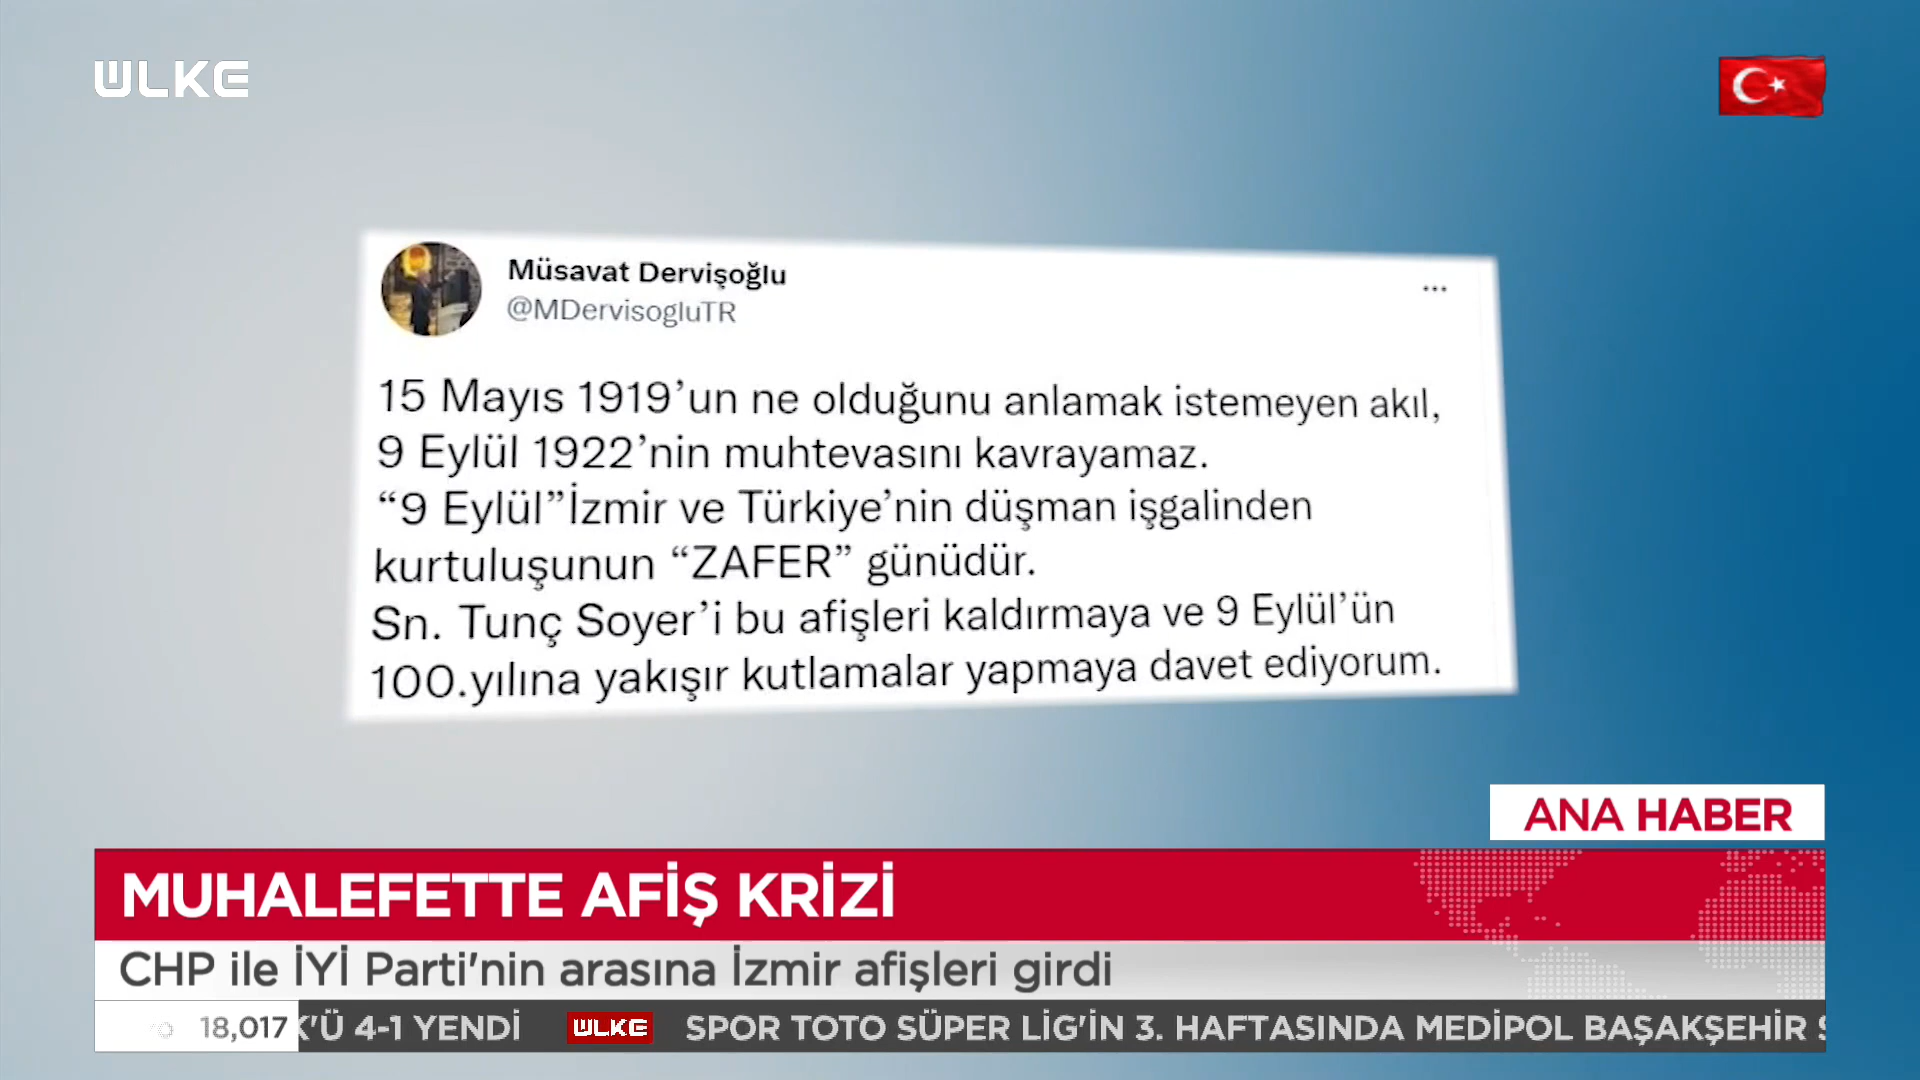 ÜLKE
Müsavat Dervişoğlu
@MDervisogluTR
15 Mayıs 1919’un ne olduğunu anlamak istemeyen akıl,
9 Eylül 1922’nin muhtevasını kavrayamaz.
“9 Eylül”İzmir ve Türkiye’nin düşman işgalinden
kurtuluşunun “ZAFER” günüdür.
Sn. Tunç Soyer’i bu afişleri kaldırmaya ve 9 Eylül’ün
100.yılına yakışır kutlamalar yapmaya davet ediyorum.
ANA HABER
MUHALEFETTE AFİŞ KRİZİ
CHP ile İYİ Parti'nin arasına İzmir afişleri girdi
18,017 K'Ü 4-1 YENDİ ÜLKE SPOR TOTO SÜPER LİG'İN 3. HAFTASINDA MEDİPOL BAŞAKŞEHİR